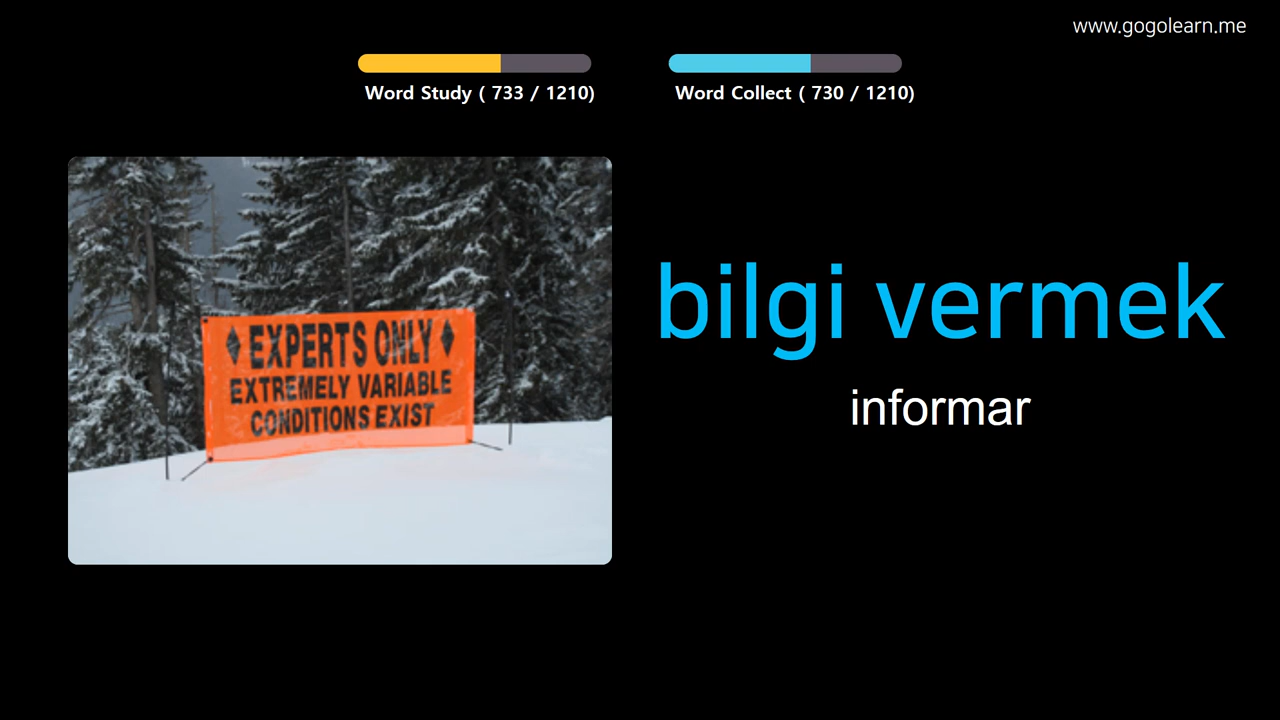 www.gogolearn.me
Word Study ( 733 / 1210)
Word Collect ( 730 / 1210)
EXPERTS ONLY
EXTREMELY VARIABLE
CONDITIONS EXIST
bilgi vermek
informar